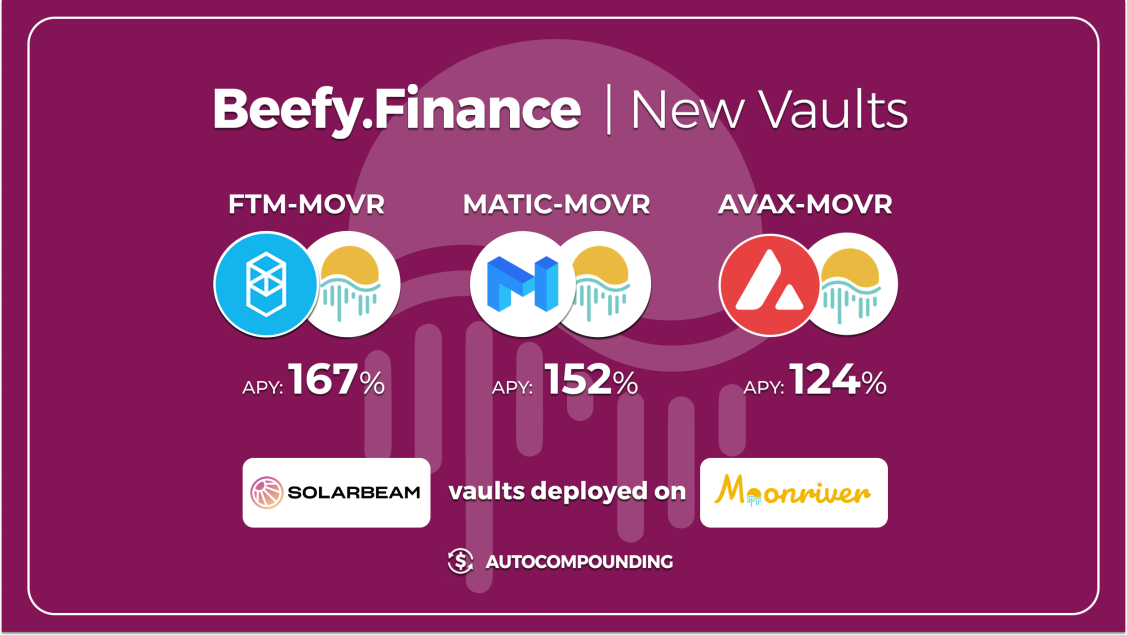 Beefy.Finance | New Vaults
FTM-MOVR
MATIC-MOVR
AVAX-MOVR
APY: 167%
APY: 152%
APY: 124%
SOLARBEAM vaults deployed on Moonriver
AUTOCOMPOUNDING